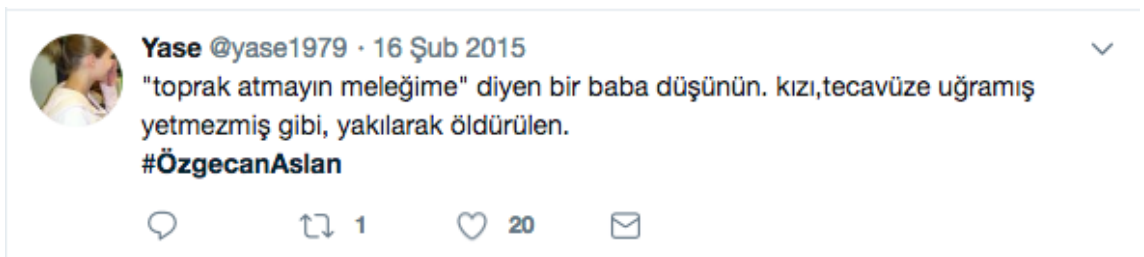 Yase @yase1979 · 16 Şub 2015
"toprak atmayın meleğime" diyen bir baba düşünün. kızı,tecavüze uğramış
yetmezmiş gibi, yakılarak öldürülen.
#ÖzgecanAslan
1 20